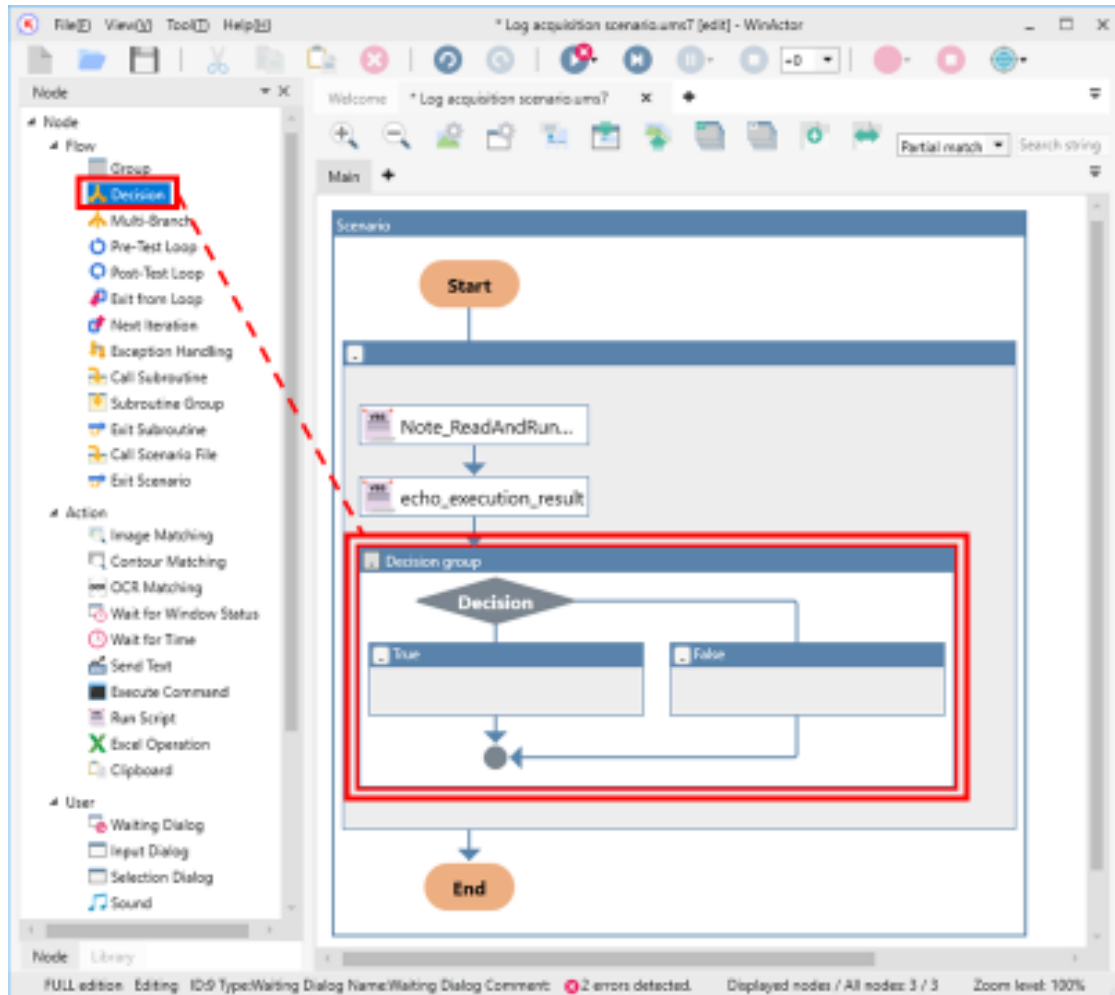 File(F) View(V) Tool(T) Help(H)
* Log acquisition scenario.ums7 [edit] - WinActor
Node
Welcome
* Log acquisition scenario.ums7
Node
Flow
Group
Decision
Multi-Branch
Pre-Test Loop
Post-Test Loop
Exit from Loop
Next Iteration
Exception Handling
Call Subroutine
Subroutine Group
Exit Subroutine
Call Scenario File
Exit Scenario
Action
Image Matching
Contour Matching
OCR Matching
Wait for Window Status
Wait for Time
Send Text
Execute Command
Run Script
Excel Operation
Clipboard
User
Waiting Dialog
Input Dialog
Selection Dialog
Sound
Node Library
Partial match Search string
Main
Scenario
Start
Note_ReadAndRun...
echo_execution_result
Decision group
Decision
True
False
End
FULL edition Editing ID:9 Type:Waiting Dialog Name:Waiting Dialog Comment: 2 errors detected. Displayed nodes / All nodes: 3 / 3 Zoom level: 100%